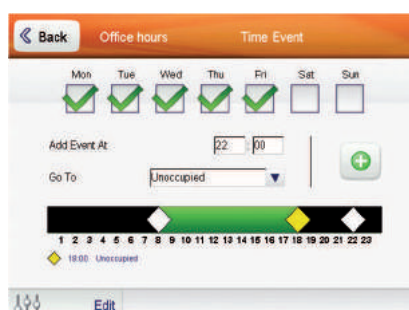 Back Office hours Time Event
Mon Tue Wed Thu Fri Sat Sun
Add Event At 22 : 00
Go To Unoccupied
1 2 3 4 5 6 7 8 9 10 11 12 13 14 15 16 17 18 19 20 21 22 23
18:00 Unoccupied
Edit